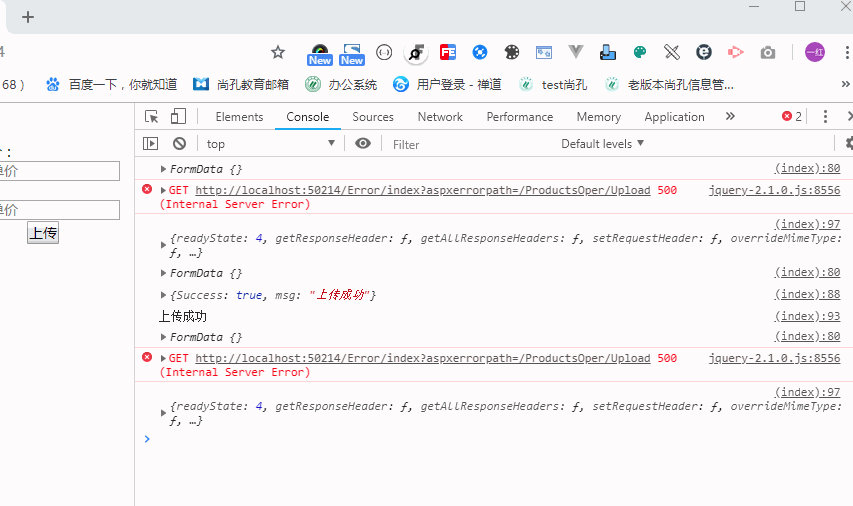 4
New
New
一红
68 ）
百度一下，你就知道
尚孔教育邮箱
办公系统
用户登录 - 禅道
test尚孔
老版本尚孔信息管...
»
Elements
Console
Sources
Network
Performance
Memory
Application
»
2
top
Filter
Default levels
单价
单价
上传
FormData {}
(index):80
GET http://localhost:50214/Error/index?aspxerrorpath=/ProductsOper/Upload 500
jquery-2.1.0.js:8556
(Internal Server Error)
(index):97
{readyState: 4, getResponseHeader: ƒ, getAllResponseHeaders: ƒ, setRequestHeader: ƒ, overrideMimeType:
ƒ, …}
FormData {}
(index):80
{Success: true, msg: "上传成功"}
(index):88
上传成功
(index):93
FormData {}
(index):80
GET http://localhost:50214/Error/index?aspxerrorpath=/ProductsOper/Upload 500
jquery-2.1.0.js:8556
(Internal Server Error)
(index):97
{readyState: 4, getResponseHeader: ƒ, getAllResponseHeaders: ƒ, setRequestHeader: ƒ, overrideMimeType:
ƒ, …}